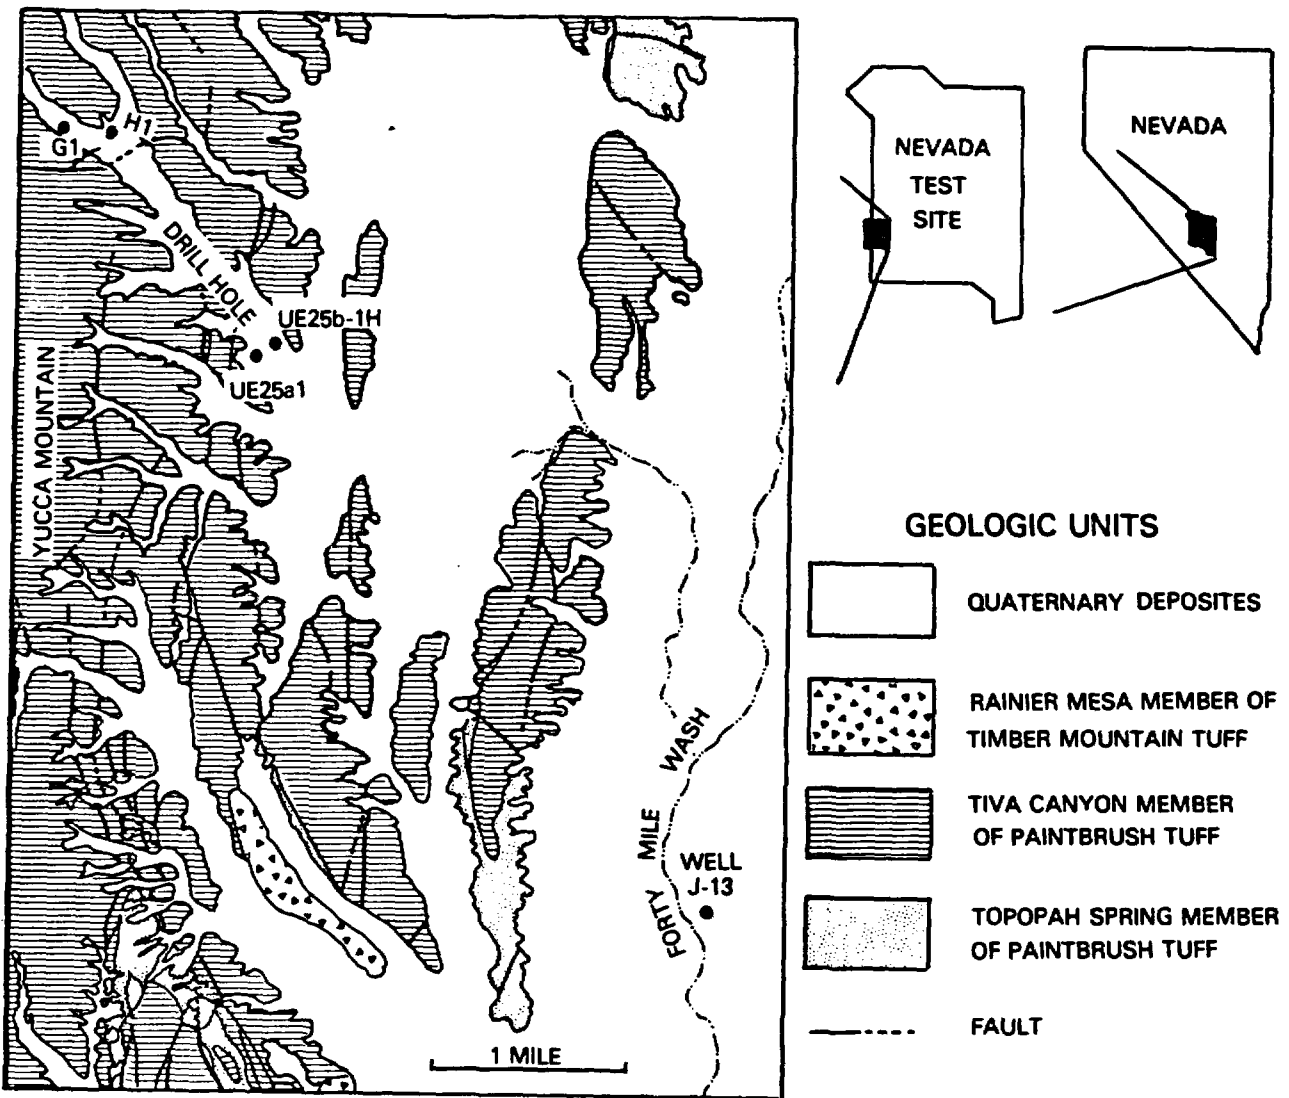 G1
H1
DRILL HOLE
UE25b-1H
UE25a1
YUCCA MOUNTAIN
FORTY MILE WASH
WELL
J-13
1 MILE
NEVADA
TEST
SITE
NEVADA
GEOLOGIC UNITS
QUATERNARY DEPOSITES
RAINIER MESA MEMBER OF
TIMBER MOUNTAIN TUFF
TIVA CANYON MEMBER
OF PAINTBRUSH TUFF
TOPOPAH SPRING MEMBER
OF PAINTBRUSH TUFF
FAULT